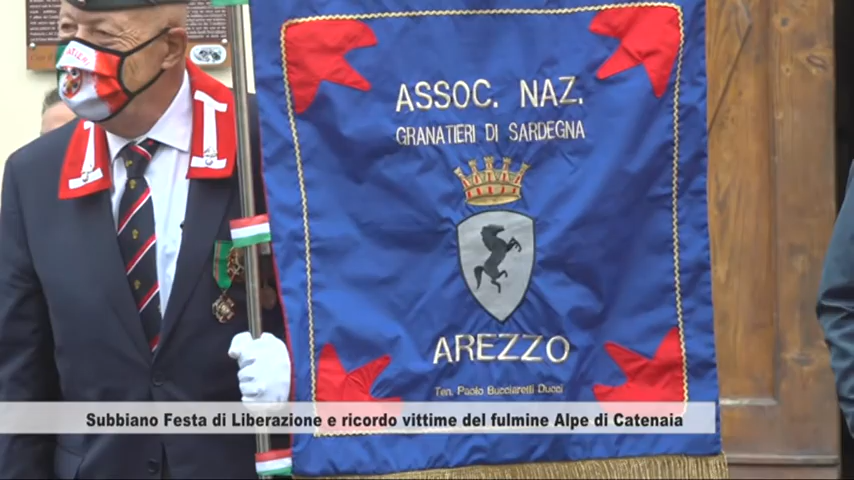 ASSOC. NAZ.
GRANATIERI DI SARDEGNA
AREZZO
Ten. Paolo Bucciarelli Ducci
Subbiano Festa di Liberazione e ricordo vittime del fulmine Alpe di Catenaia